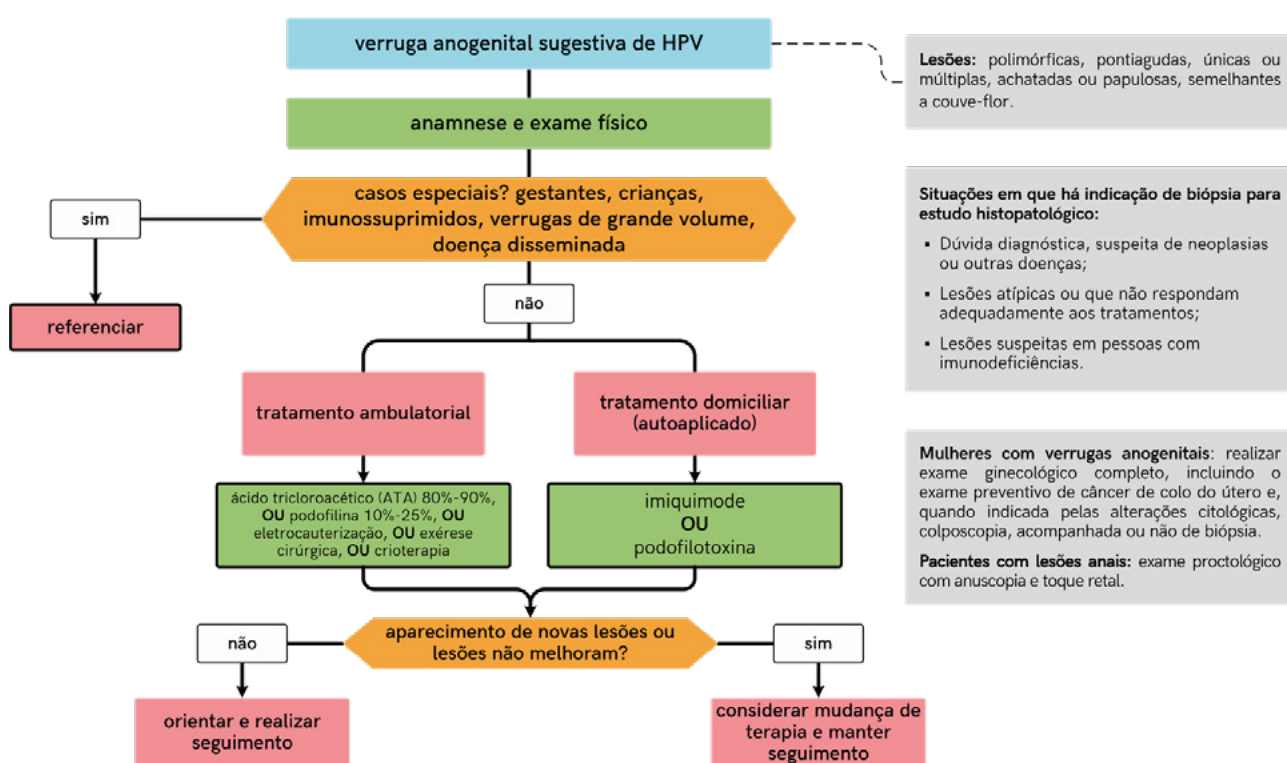 verruga anogenital sugestiva de HPV
Lesões: polimórficas, pontiagudas, únicas ou
múltiplas, achatadas ou papulosas, semelhantes
a couve-flor.
anamnese e exame físico
casos especiais? gestantes, crianças,
imunossuprimidos, verrugas de grande volume,
doença disseminada
sim
referenciar
não
Situações em que há indicação de biópsia para
estudo histopatológico:
▪ Dúvida diagnóstica, suspeita de neoplasias
ou outras doenças;
▪ Lesões atípicas ou que não respondam
adequadamente aos tratamentos;
▪ Lesões suspeitas em pessoas com
imunodeficiências.
tratamento ambulatorial
tratamento domiciliar
(autoaplicado)
ácido tricloroacético (ATA) 80%-90%,
OU podofilina 10%-25%, OU
eletrocauterização, OU exérese
cirúrgica, OU crioterapia
imiquimode
OU
podofilotoxina
Mulheres com verrugas anogenitais: realizar
exame ginecológico completo, incluindo o
exame preventivo de câncer de colo do útero e,
quando indicada pelas alterações citológicas,
colposcopia, acompanhada ou não de biópsia.
Pacientes com lesões anais: exame proctológico
com anuscopia e toque retal.
aparecimento de novas lesões ou
lesões não melhoram?
não
sim
orientar e realizar
seguimento
considerar mudança de
terapia e manter
seguimento